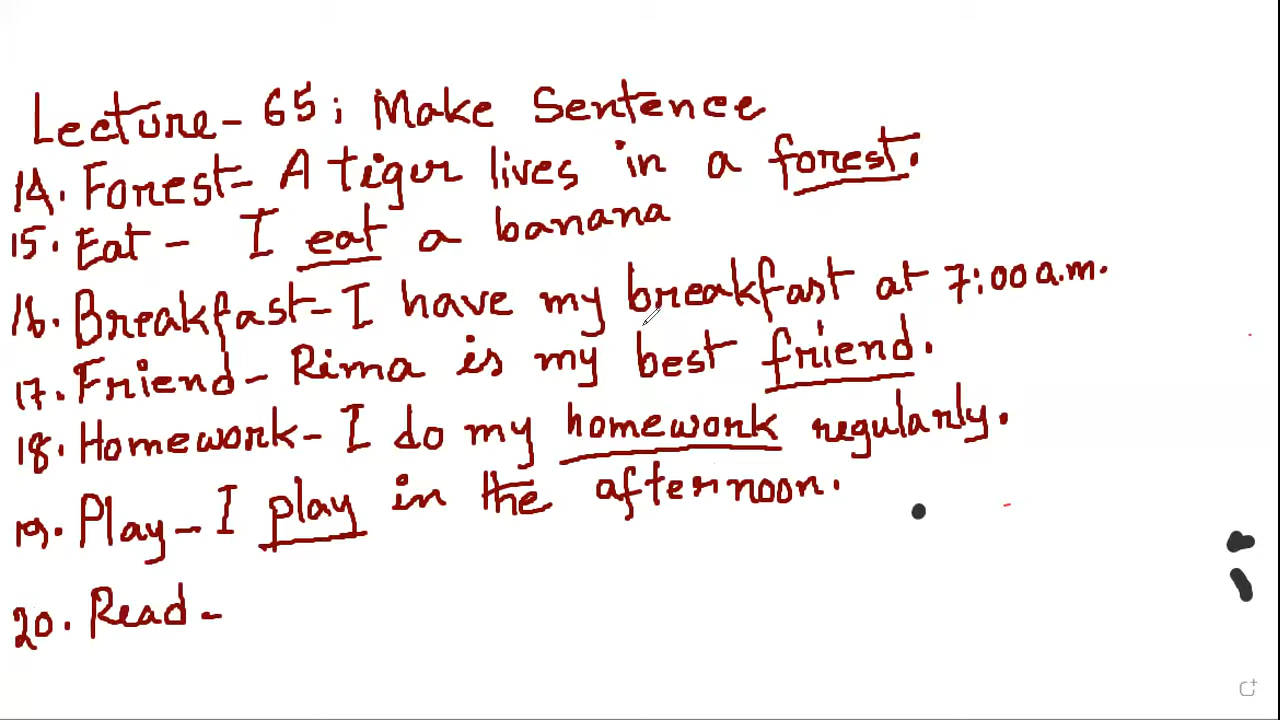 Lecture-65; Make Sentence
14. Forest- A tiger lives in a forest.
15. Eat - I eat a banana
16. Breakfast- I have my breakfast at 7:00 a.m.
17. Friend- Rima is my best friend.
18. Homework- I do my homework regularly.
19. Play- I play in the afternoon.
20. Read-